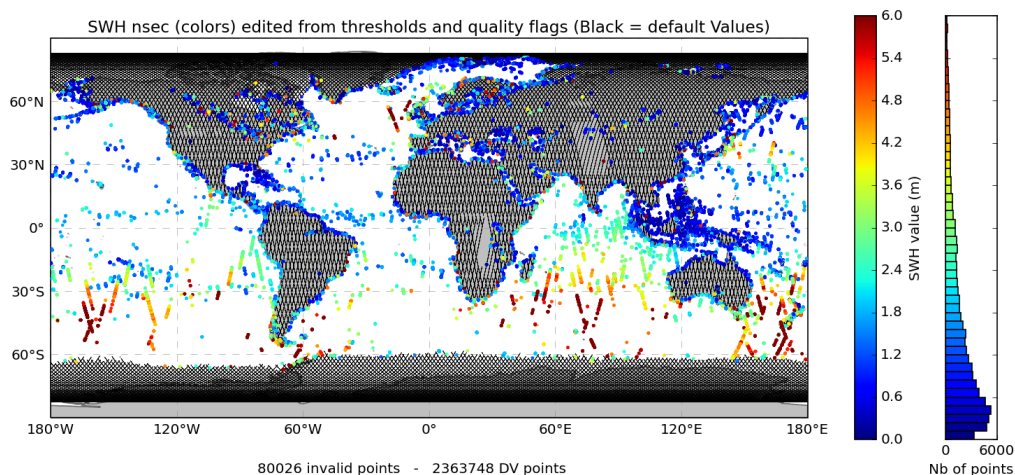 SWH nsec (colors) edited from thresholds and quality flags (Black = default Values)
60°N
30°N
0°
30°S
60°S
180°W 120°W 60°W 0° 60°E 120°E 180°E
80026 invalid points - 2363748 DV points
6.0
5.4
4.8
4.2
3.6
3.0
2.4
1.8
1.2
0.6
0.0
SWH value (m)
0 6000
Nb of points